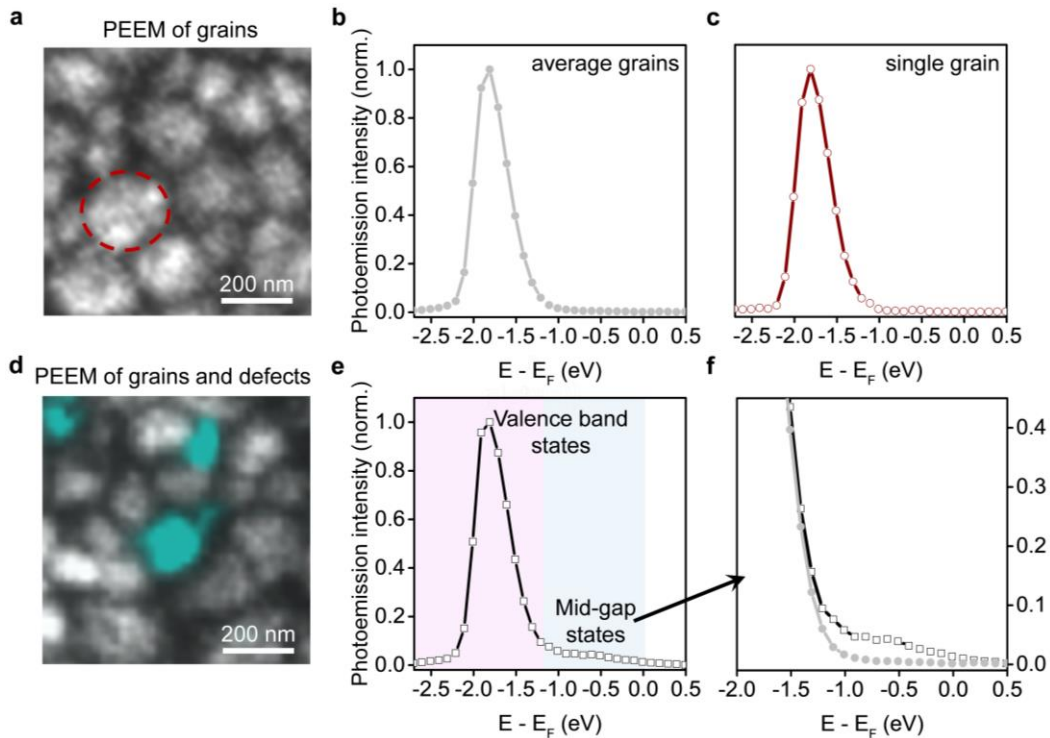 a
PEEM of grains
200 nm
b
average grains
Photoemission intensity (norm.)
1.0
0.8
0.6
0.4
0.2
0.0
-2.5 -2.0 -1.5 -1.0 -0.5 0.0 0.5
E - E_F (eV)
c
single grain
-2.5 -2.0 -1.5 -1.0 -0.5 0.0 0.5
E - E_F (eV)
d
PEEM of grains and defects
200 nm
e
Valence band
states
Mid-gap
states
Photoemission intensity (norm.)
1.0
0.8
0.6
0.4
0.2
0.0
-2.5 -2.0 -1.5 -1.0 -0.5 0.0 0.5
E - E_F (eV)
f
0.4
0.3
0.2
0.1
0.0
-2.0 -1.5 -1.0 -0.5 0.0 0.5
E - E_F (eV)